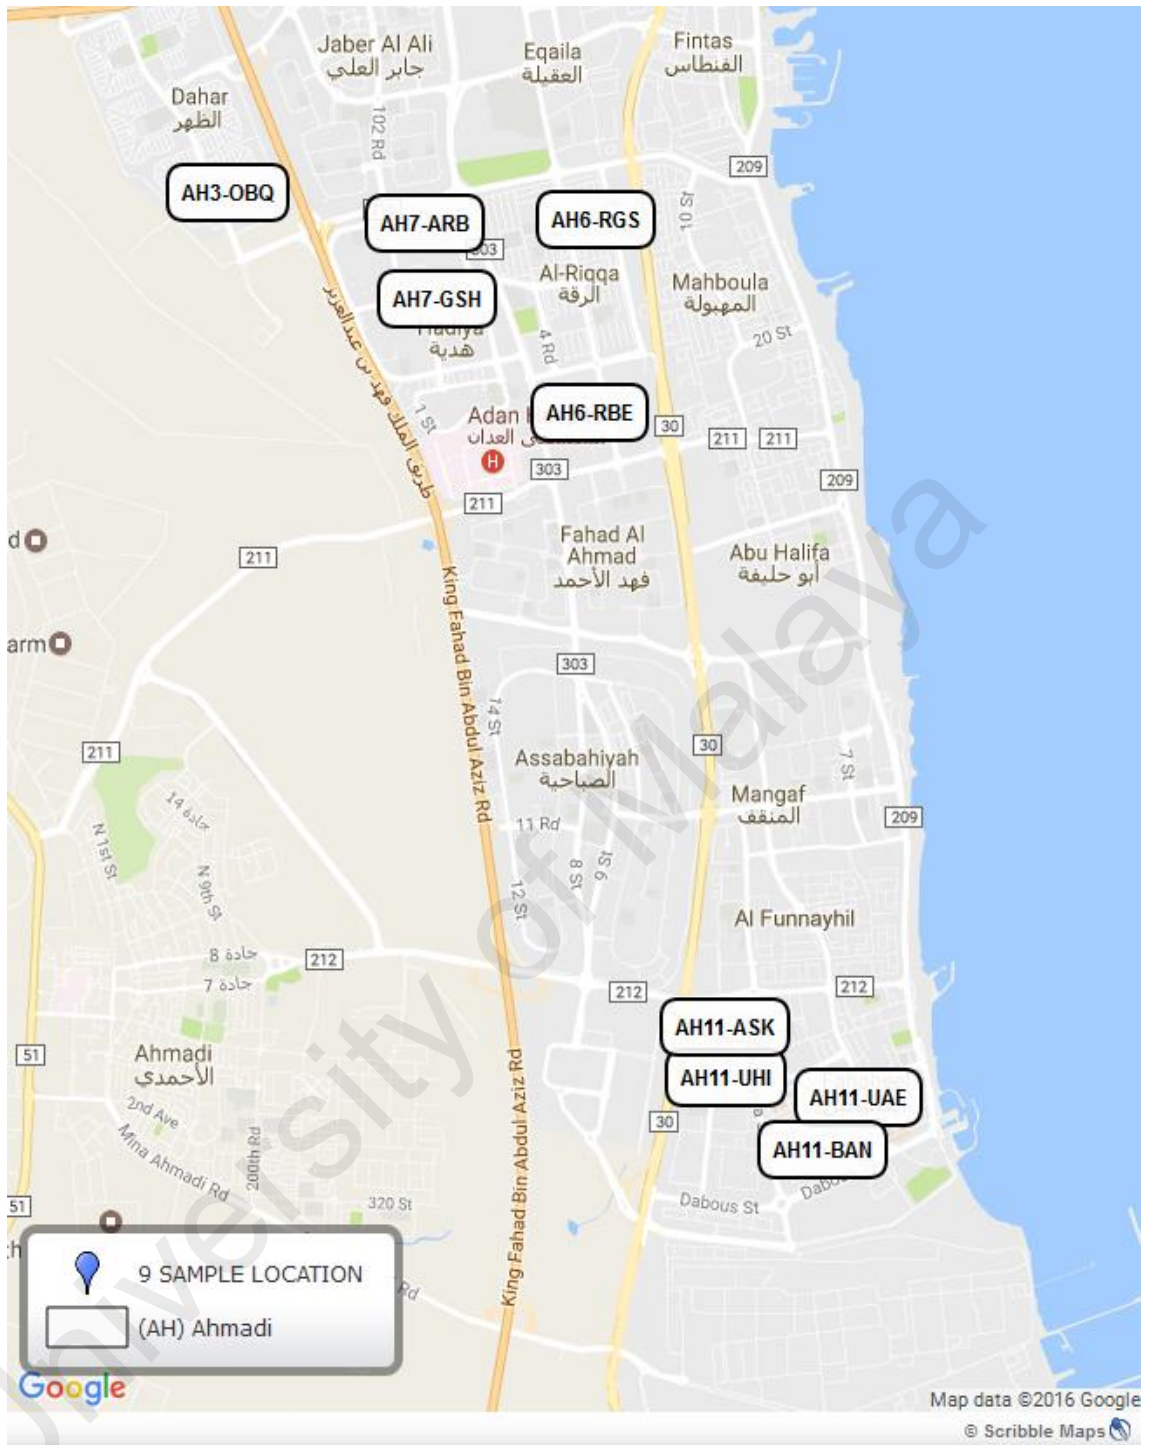 Jaber Al Ali
جابر العلي
Eqaila
العقيلة
Fintas
الفنطاس
Dahar
الظهر
102 Rd
209
AH3-OBQ
AH7-ARB
AH6-RGS
10 St
303
Al-Riqqa
الرقة
Mahboula
المهبولة
AH7-GSH
Hadiya
هدية
4 Rd
20 St
طريق الملك فهد بن عبدالعزيز
1 St
Adan
AH6-RBE
30
211
211
H
303
209
211
Fahad Al
Ahmad
فهد الأحمد
Abu Halifa
أبو حليفة
211
d
arm
King Fahad Bin Abdul Aziz Rd
303
14 St
211
30
Assabahiyah
الصباحية
7 St
Mangaf
المنقف
209
جادة 14
N 1st St
11 Rd
8 St
6 St
N 9th St
12 St
Al Funnayhil
جادة 8
212
جادة 7
212
212
AH11-ASK
51
Ahmadi
الأحمدي
AH11-UHI
AH11-UAE
2nd Ave
30
Mina Ahmadi Rd
200th Rd
King Fahad Bin Abdul Aziz Rd
AH11-BAN
51
320 St
Dabous St
9 SAMPLE LOCATION
Rd
(AH) Ahmadi
Google
Map data ©2016 Google
© Scribble Maps
University of Malaya